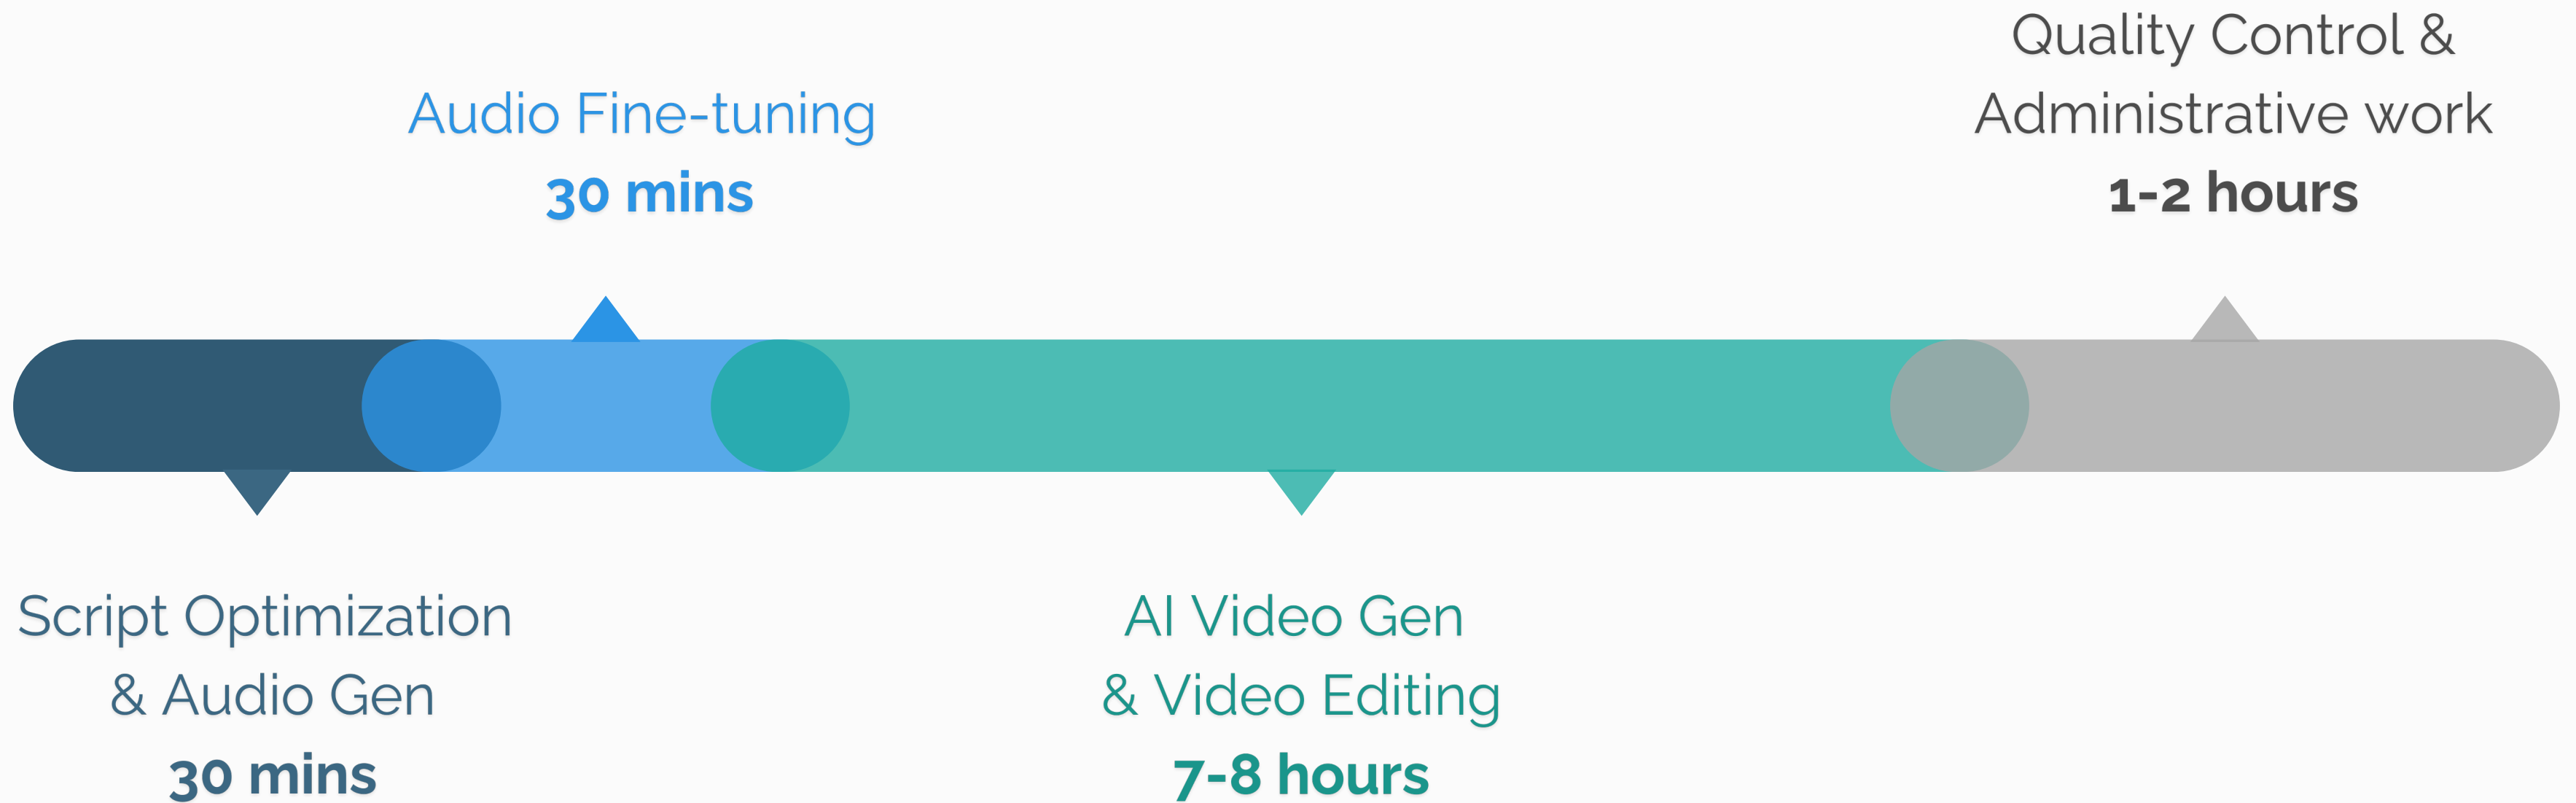 Script Optimization
& Audio Gen
30 mins
Audio Fine-tuning
30 mins
AI Video Gen
& Video Editing
7-8 hours
Quality Control &
Administrative work
1-2 hours